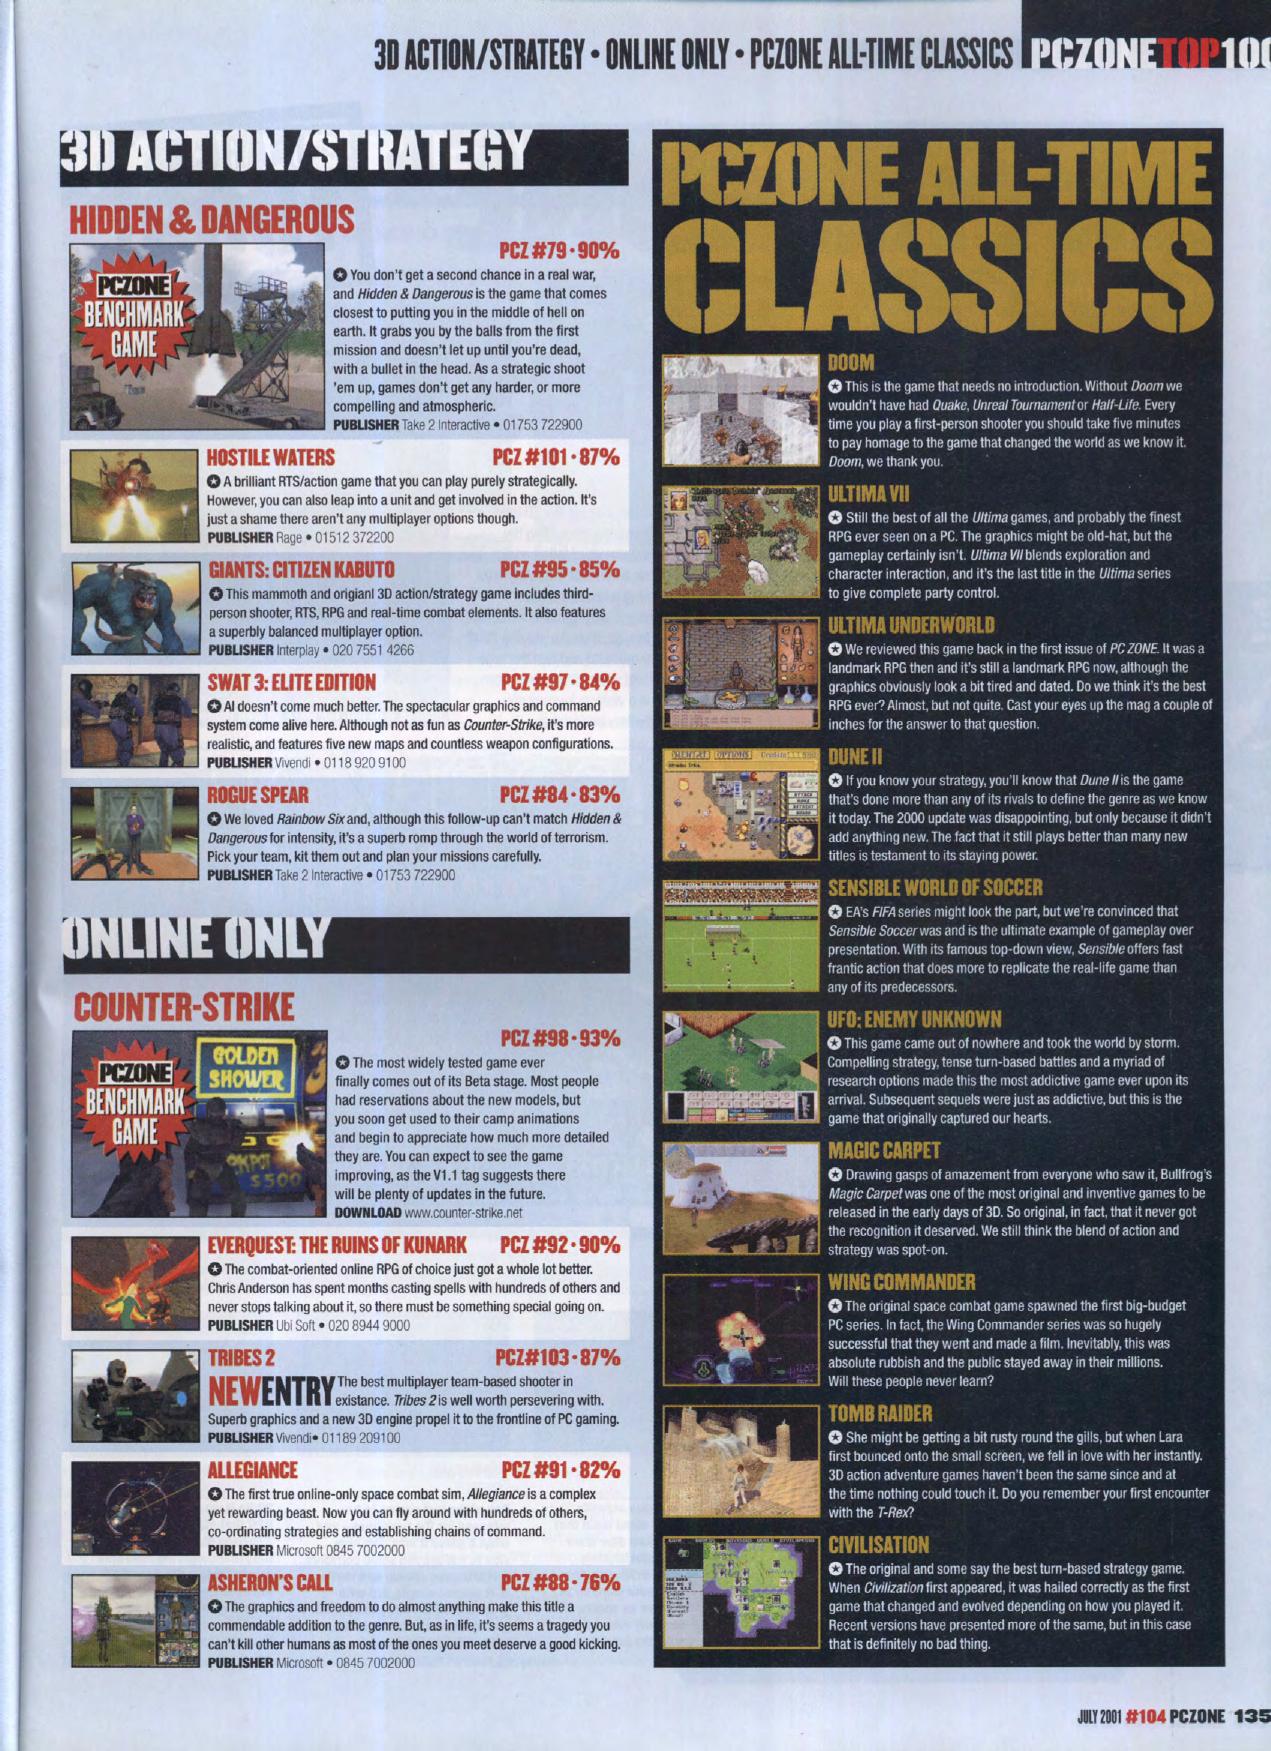 3D ACTION/STRATEGY • ONLINE ONLY • PCZONE ALL-TIME CLASSICS PCZONETOP100
3D ACTION/STRATEGY
HIDDEN & DANGEROUS
PCZONE
BENCHMARK
GAME
PCZ #79 • 90%
You don't get a second chance in a real war,
and Hidden & Dangerous is the game that comes
closest to putting you in the middle of hell on
earth. It grabs you by the balls from the first
mission and doesn't let up until you're dead,
with a bullet in the head. As a strategic shoot
'em up, games don't get any harder, or more
compelling and atmospheric.
PUBLISHER Take 2 Interactive • 01753 722900
HOSTILE WATERS PCZ #101 • 87%
A brilliant RTS/action game that you can play purely strategically.
However, you can also leap into a unit and get involved in the action. It's
just a shame there aren't any multiplayer options though.
PUBLISHER Rage • 01512 372200
GIANTS: CITIZEN KABUTO PCZ #95 • 85%
This mammoth and origianl 3D action/strategy game includes third-
person shooter, RTS, RPG and real-time combat elements. It also features
a superbly balanced multiplayer option.
PUBLISHER Interplay • 020 7551 4266
SWAT 3: ELITE EDITION PCZ #97 • 84%
AI doesn't come much better. The spectacular graphics and command
system come alive here. Although not as fun as Counter-Strike, it's more
realistic, and features five new maps and countless weapon configurations.
PUBLISHER Vivendi • 0118 920 9100
ROGUE SPEAR PCZ #84 • 83%
We loved Rainbow Six and, although this follow-up can't match Hidden &
Dangerous for intensity, it's a superb romp through the world of terrorism.
Pick your team, kit them out and plan your missions carefully.
PUBLISHER Take 2 Interactive • 01753 722900
ONLINE ONLY
COUNTER-STRIKE
PCZONE
BENCHMARK
GAME
GOLDEN
SHOWER
$500
PCZ #98 • 93%
The most widely tested game ever
finally comes out of its Beta stage. Most people
had reservations about the new models, but
you soon get used to their camp animations
and begin to appreciate how much more detailed
they are. You can expect to see the game
improving, as the V1.1 tag suggests there
will be plenty of updates in the future.
DOWNLOAD www.counter-strike.net
EVERQUEST: THE RUINS OF KUNARK PCZ #92 • 90%
The combat-oriented online RPG of choice just got a whole lot better.
Chris Anderson has spent months casting spells with hundreds of others and
never stops talking about it, so there must be something special going on.
PUBLISHER Ubi Soft • 020 8944 9000
TRIBES 2 PCZ#103 • 87%
NEWENTRY The best multiplayer team-based shooter in
existance. Tribes 2 is well worth persevering with.
Superb graphics and a new 3D engine propel it to the frontline of PC gaming.
PUBLISHER Vivendi• 01189 209100
ALLEGIANCE PCZ #91 • 82%
The first true online-only space combat sim, Allegiance is a complex
yet rewarding beast. Now you can fly around with hundreds of others,
co-ordinating strategies and establishing chains of command.
PUBLISHER Microsoft 0845 7002000
ASHERON'S CALL PCZ #88 • 76%
The graphics and freedom to do almost anything make this title a
commendable addition to the genre. But, as in life, it's seems a tragedy you
can't kill other humans as most of the ones you meet deserve a good kicking.
PUBLISHER Microsoft • 0845 7002000
PCZONE ALL-TIME
CLASSICS
DOOM
This is the game that needs no introduction. Without Doom we
wouldn't have had Quake, Unreal Tournament or Half-Life. Every
time you play a first-person shooter you should take five minutes
to pay homage to the game that changed the world as we know it.
Doom, we thank you.
ULTIMA VII
Still the best of all the Ultima games, and probably the finest
RPG ever seen on a PC. The graphics might be old-hat, but the
gameplay certainly isn't. Ultima VII blends exploration and
character interaction, and it's the last title in the Ultima series
to give complete party control.
ULTIMA UNDERWORLD
We reviewed this game back in the first issue of PC ZONE. It was a
landmark RPG then and it's still a landmark RPG now, although the
graphics obviously look a bit tired and dated. Do we think it's the best
RPG ever? Almost, but not quite. Cast your eyes up the mag a couple of
inches for the answer to that question.
DUNE II
If you know your strategy, you'll know that Dune II is the game
that's done more than any of its rivals to define the genre as we know
it today. The 2000 update was disappointing, but only because it didn't
add anything new. The fact that it still plays better than many new
titles is testament to its staying power.
SENSIBLE WORLD OF SOCCER
EA's FIFA series might look the part, but we're convinced that
Sensible Soccer was and is the ultimate example of gameplay over
presentation. With its famous top-down view, Sensible offers fast
frantic action that does more to replicate the real-life game than
any of its predecessors.
UFO: ENEMY UNKNOWN
This game came out of nowhere and took the world by storm.
Compelling strategy, tense turn-based battles and a myriad of
research options made this the most addictive game ever upon its
arrival. Subsequent sequels were just as addictive, but this is the
game that originally captured our hearts.
MAGIC CARPET
Drawing gasps of amazement from everyone who saw it, Bullfrog's
Magic Carpet was one of the most original and inventive games to be
released in the early days of 3D. So original, in fact, that it never got
the recognition it deserved. We still think the blend of action and
strategy was spot-on.
WING COMMANDER
The original space combat game spawned the first big-budget
PC series. In fact, the Wing Commander series was so hugely
successful that they went and made a film. Inevitably, this was
absolute rubbish and the public stayed away in their millions.
Will these people never learn?
TOMB RAIDER
She might be getting a bit rusty round the gills, but when Lara
first bounced onto the small screen, we fell in love with her instantly.
3D action adventure games haven't been the same since and at
the time nothing could touch it. Do you remember your first encounter
with the T-Rex?
CIVILISATION
The original and some say the best turn-based strategy game.
When Civilization first appeared, it was hailed correctly as the first
game that changed and evolved depending on how you played it.
Recent versions have presented more of the same, but in this case
that is definitely no bad thing.
JULY 2001 #104 PCZONE 135